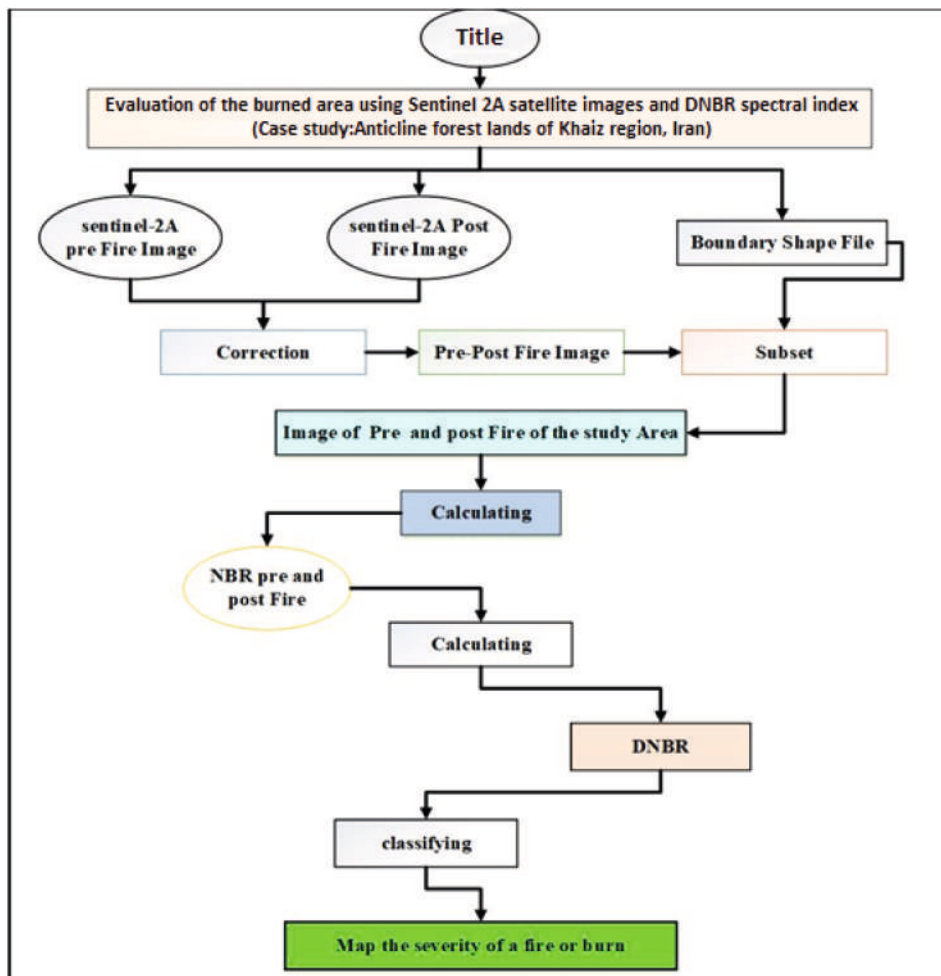 Title
Evaluation of the burned area using Sentinel 2A satellite images and DNBR spectral index
(Case study:Anticline forest lands of Khaiz region, Iran)
sentinel-2A
pre Fire Image
sentinel-2A Post
Fire Image
Boundary Shape File
Correction
Pre-Post Fire Image
Subset
Image of Pre and post Fire of the study Area
Calculating
NBR pre and
post Fire
Calculating
DNBR
classifying
Map the severity of a fire or burn